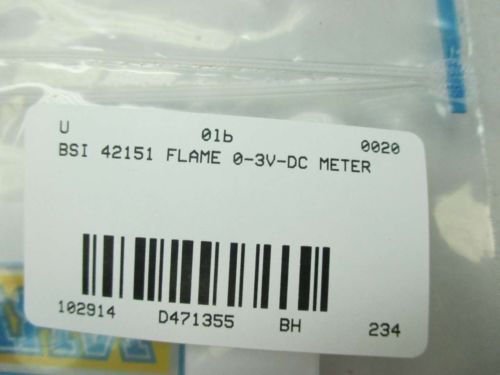 U 01b 0020
BSI 42151 FLAME 0-3V-DC METER
102914 D471355 BH 234